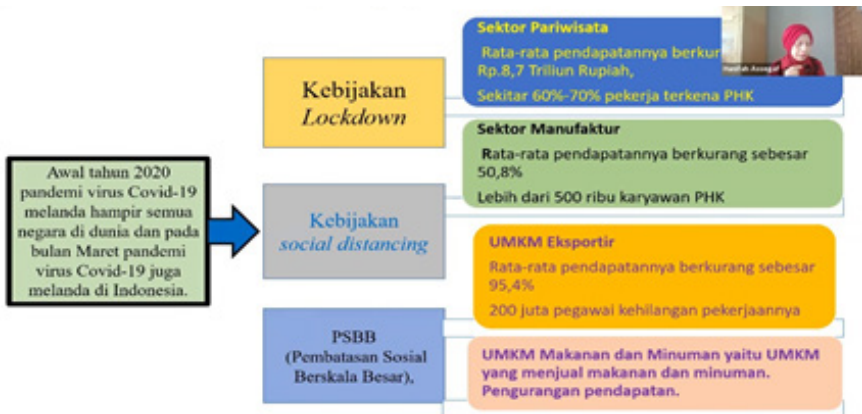 Awal tahun 2020
pandemi virus Covid-19
melanda hampir semua
negara di dunia dan pada
bulan Maret pandemi
virus Covid-19 juga
melanda di Indonesia.
Kebijakan
Lockdown
Kebijakan
social distancing
PSBB
(Pembatasan Sosial
Berskala Besar),
Sektor Pariwisata
Rata-rata pendapatannya
Rp.8,7 Triliun Rupiah,
Sekitar 60%-70% pekerja terkena PHK
Sektor Manufaktur
Rata-rata pendapatannya berkurang sebesar
50,8%
Lebih dari 500 ribu karyawan PHK
UMKM Eksportir
Rata-rata pendapatannya berkurang sebesar
95,4%
200 juta pegawai kehilangan pekerjaannya
UMKM Makanan dan Minuman yaitu UMKM
yang menjual makanan dan minuman.
Pengurangan pendapatan.